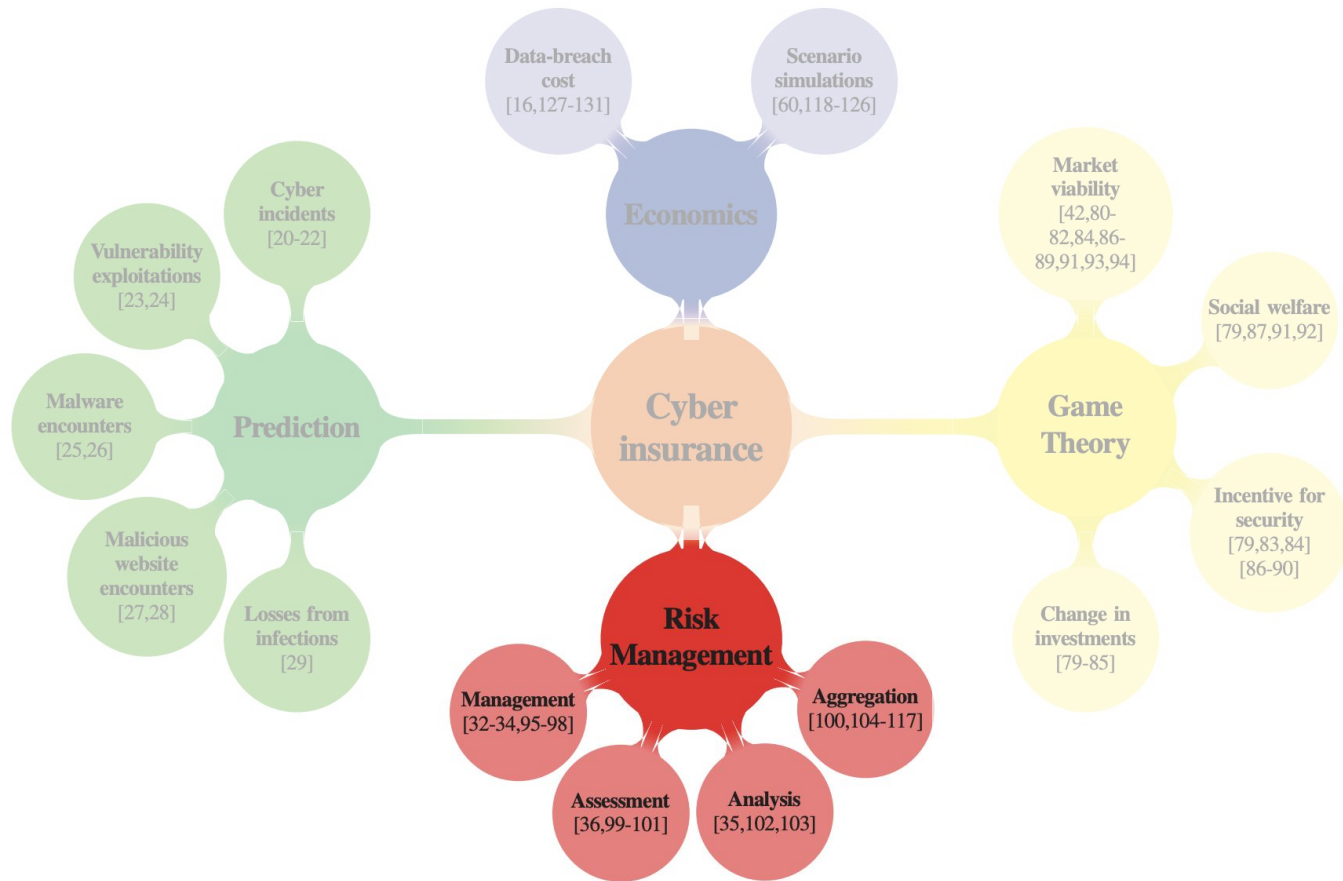 Data-breach
cost
[16,127-131]
Scenario
simulations
[60,118-126]
Economics
Cyber
incidents
[20-22]
Vulnerability
exploitations
[23,24]
Malware
encounters
[25,26]
Malicious
website
encounters
[27,28]
Losses from
infections
[29]
Prediction
Cyber
insurance
Game
Theory
Market
viability
[42,80-
82,84,86-
89,91,93,94]
Social welfare
[79,87,91,92]
Incentive for
security
[79,83,84]
[86-90]
Change in
investments
[79-85]
Risk
Management
Management
[32-34,95-98]
Assessment
[36,99-101]
Analysis
[35,102,103]
Aggregation
[100,104-117]